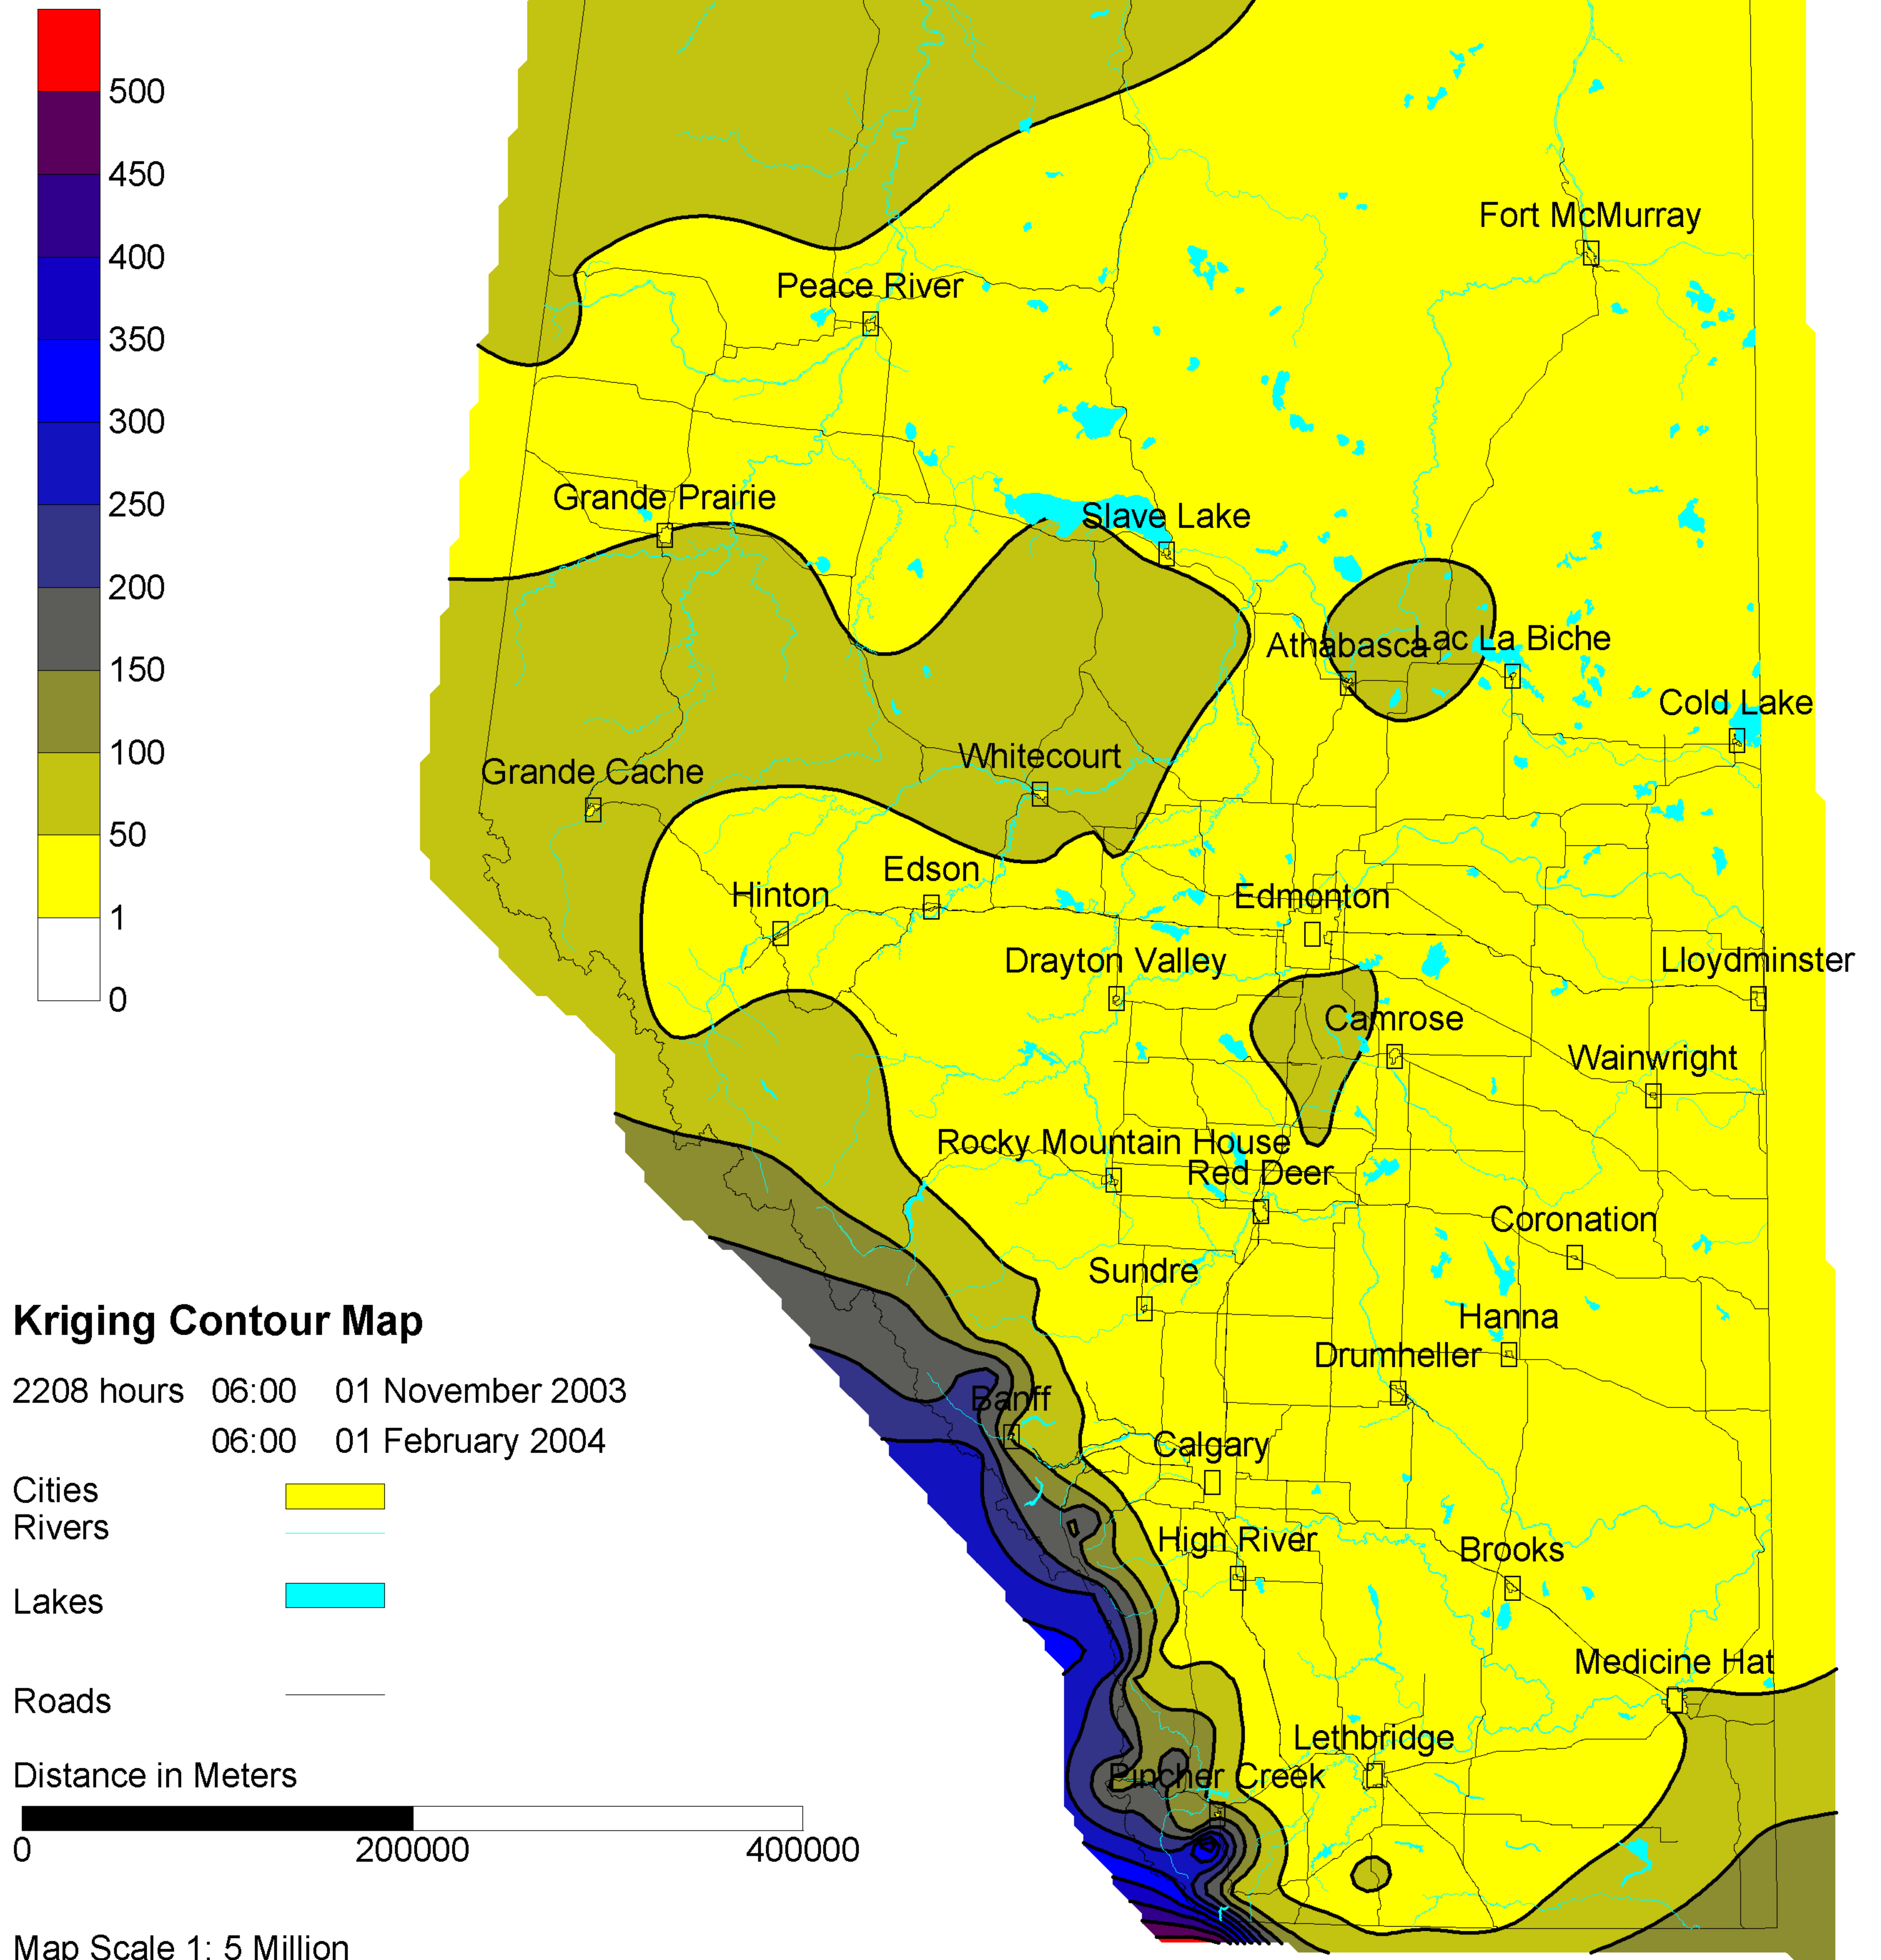 500
450
400
350
300
250
200
150
100
50
1
0
Fort McMurray
Peace River
Grande Prairie
Slave Lake
Athabasca
Lac La Biche
Cold Lake
Whitecourt
Grande Cache
Edson
Hinton
Edmonton
Drayton Valley
Lloydminster
Camrose
Wainwright
Rocky Mountain House
Red Deer
Coronation
Sundre
Hanna
Drumheller
Banff
Calgary
High River
Brooks
Medicine Hat
Lethbridge
Pincher Creek
Kriging Contour Map
2208 hours 06:00 01 November 2003
06:00 01 February 2004
Cities
Rivers
Lakes
Roads
Distance in Meters
0 200000 400000
Map Scale 1: 5 Million